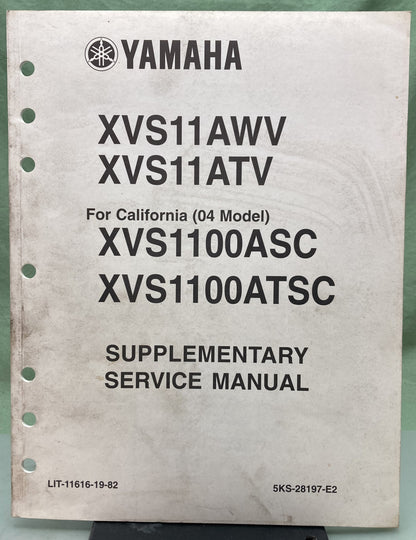 YAMAHA
XVS11AWV
XVS11ATV
For California (04 Model)
XVS1100ASC
XVS1100ATSC
SUPPLEMENTARY
SERVICE MANUAL
LIT-11616-19-82
5KS-28197-E2